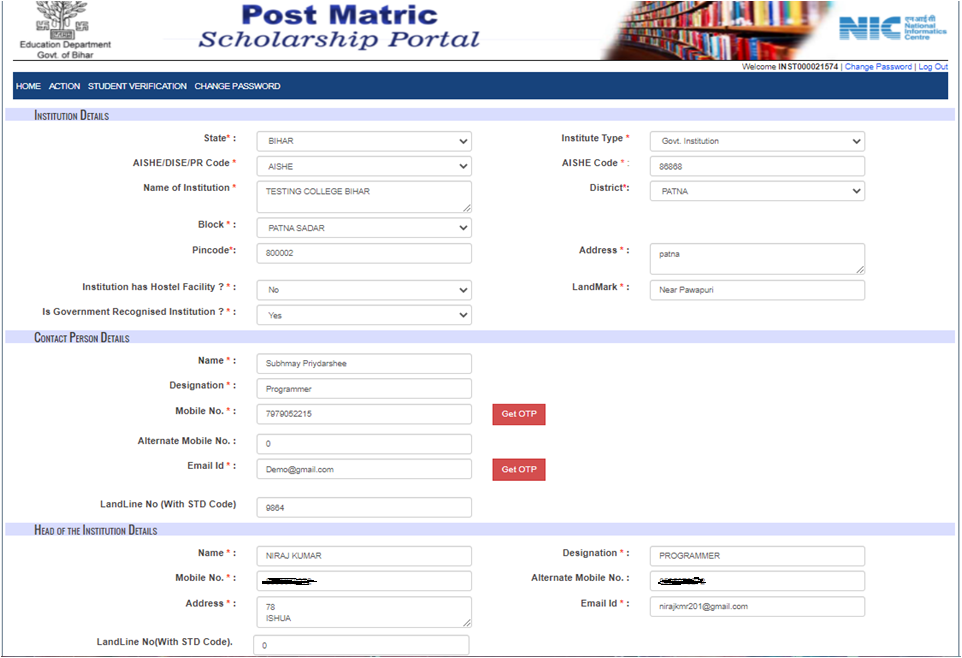 Post Matric
Scholarship Portal
Education Department
Govt. of Bihar
NIC एन आई सी
National
Informatics
Centre
Welcome INST000021574 | Change Password | Log Out
HOME ACTION STUDENT VERIFICATION CHANGE PASSWORD
Institution Details
State* : BIHAR Institute Type * Govt. Institution
AISHE/DISE/PR Code * AISHE AISHE Code * : 86868
Name of Institution * TESTING COLLEGE BIHAR District*: PATNA
Block * : PATNA SADAR
Pincode*: 800002 Address * : patna
Institution has Hostel Facility ? * : No LandMark * : Near Pawapuri
Is Government Recognised Institution ? * : Yes
Contact Person Details
Name * : Subhmay Priydarshee
Designation * : Programmer
Mobile No. * : 7979052215 Get OTP
Alternate Mobile No. : 0
Email Id * : Demo@gmail.com Get OTP
LandLine No (With STD Code) 9864
Head of the Institution Details
Name * : NIRAJ KUMAR Designation * : PROGRAMMER
Mobile No. * : Alternate Mobile No. :
Address * : 78 Email Id * : nirajkmr201@gmail.com
ISHUA
LandLine No(With STD Code). 0